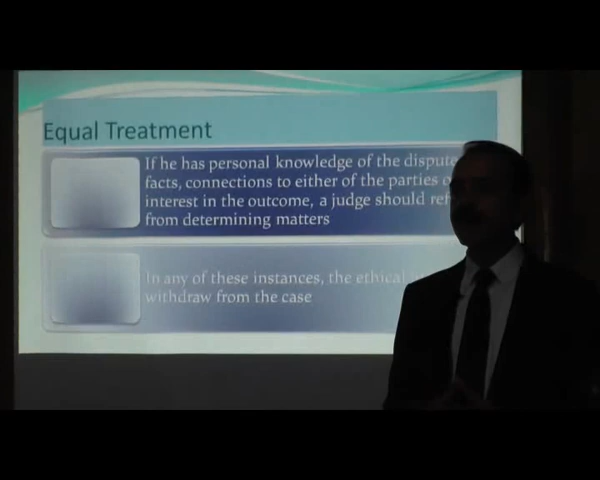 Equal Treatment
If he has personal knowledge of the dispute
facts, connections to either of the parties
interest in the outcome, a judge should
from determining matters
In any of these instances, the ethical
withdraw from the case